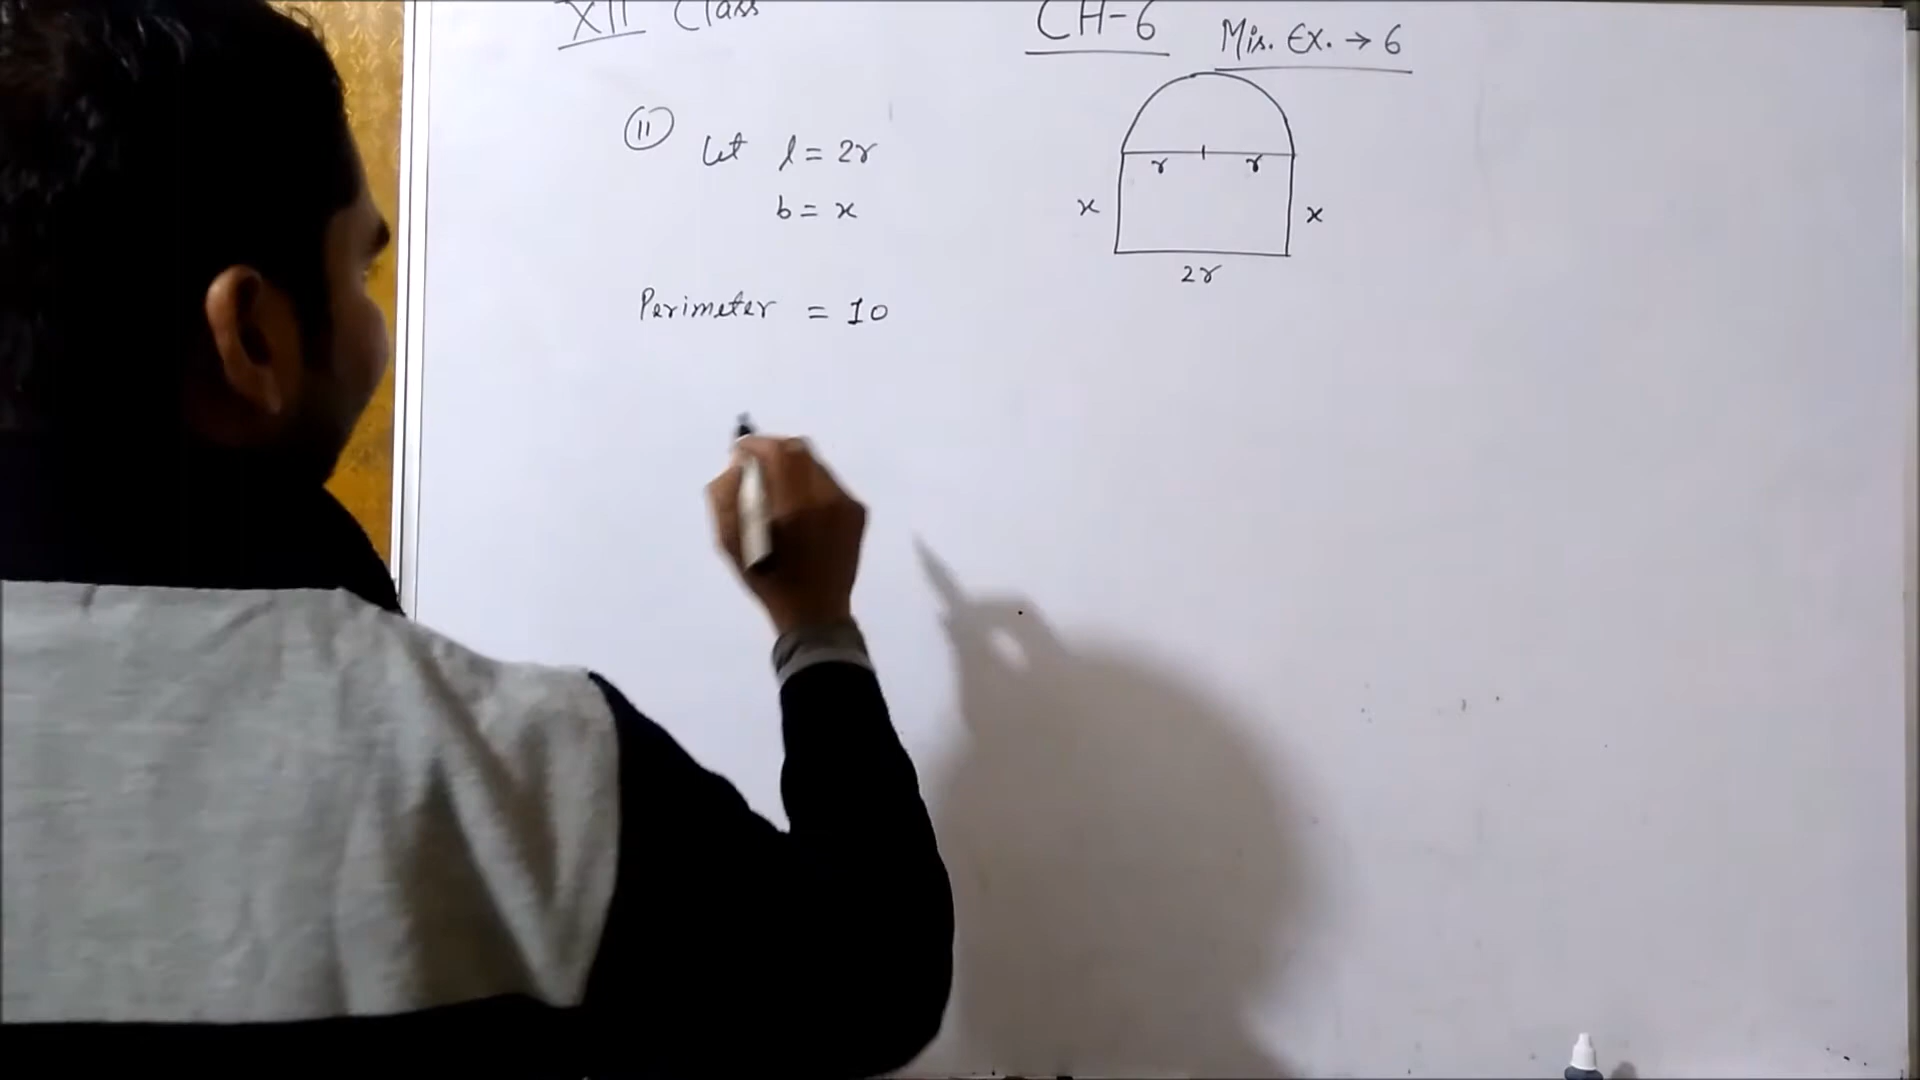 XII Class
CH-6
Mis. Ex. → 6
11
Let l = 2r
b = x
r r
x x
2r
Perimeter = 10